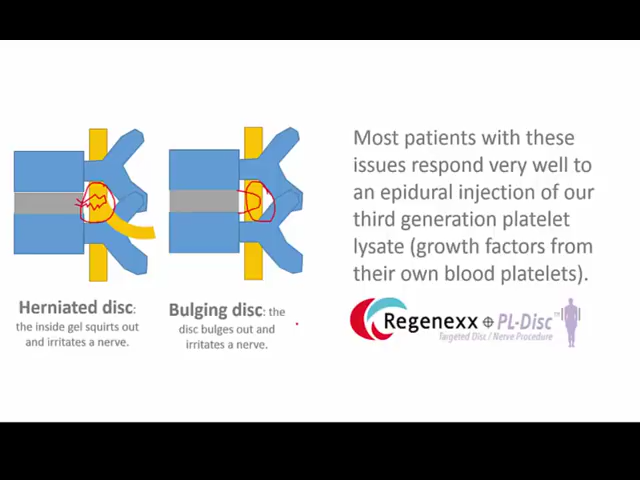 Most patients with these
issues respond very well to
an epidural injection of our
third generation platelet
lysate (growth factors from
their own blood platelets).
Herniated disc:
the inside gel squirts out
and irritates a nerve.
Bulging disc: the
disc bulges out and
irritates a nerve.
Regenexx PL-Disc™
Targeted Disc / Nerve Procedure